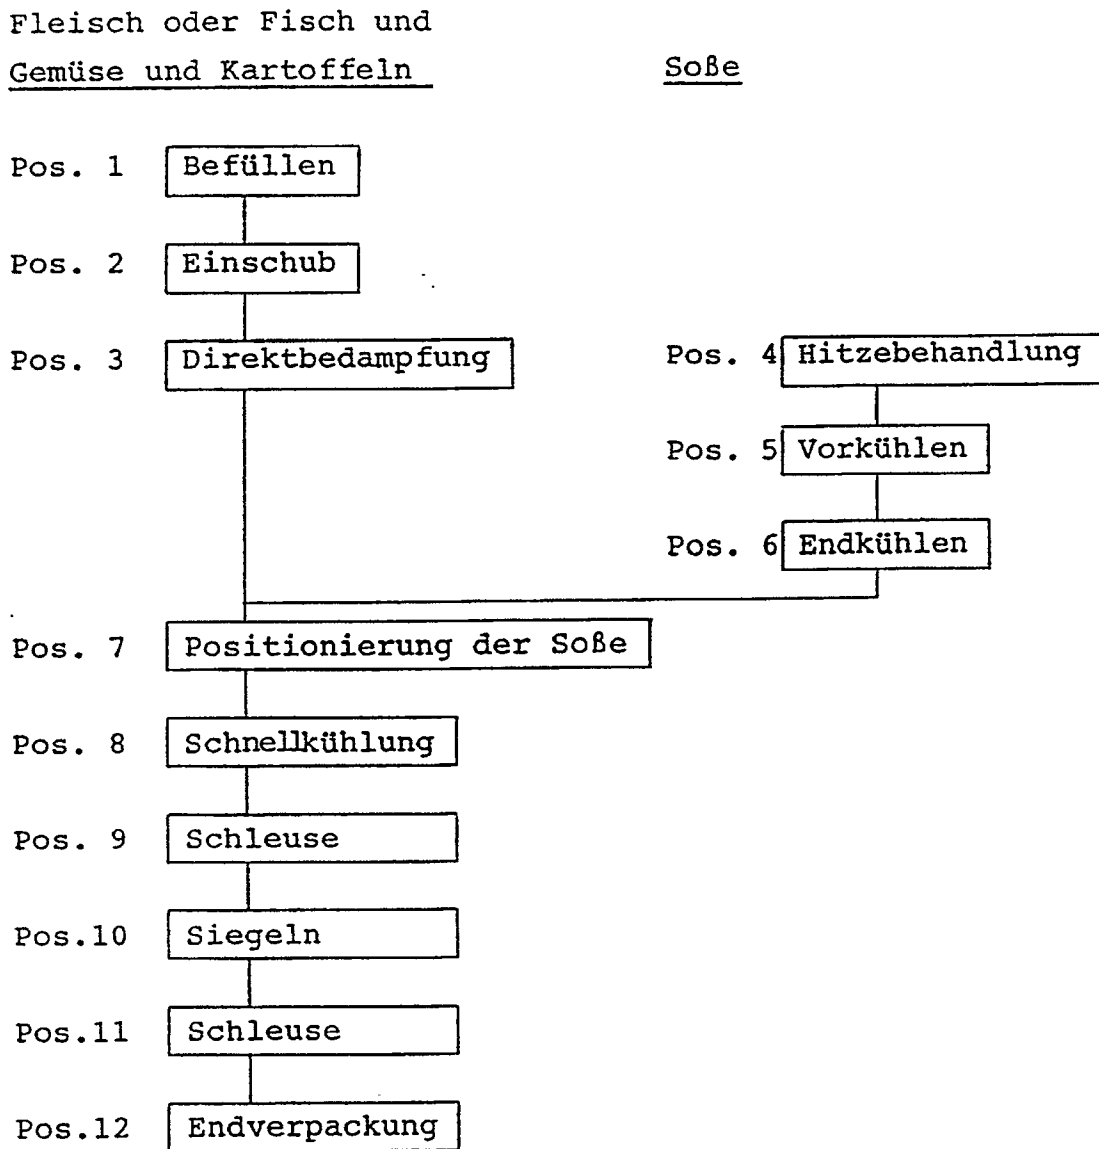 Fleisch oder Fisch und
Gemüse und Kartoffeln Soße
Pos. 1 Befüllen
Pos. 2 Einschub
Pos. 3 Direktbedampfung Pos. 4 Hitzebehandlung
Pos. 5 Vorkühlen
Pos. 6 Endkühlen
Pos. 7 Positionierung der Soße
Pos. 8 Schnellkühlung
Pos. 9 Schleuse
Pos.10 Siegeln
Pos.11 Schleuse
Pos.12 Endverpackung